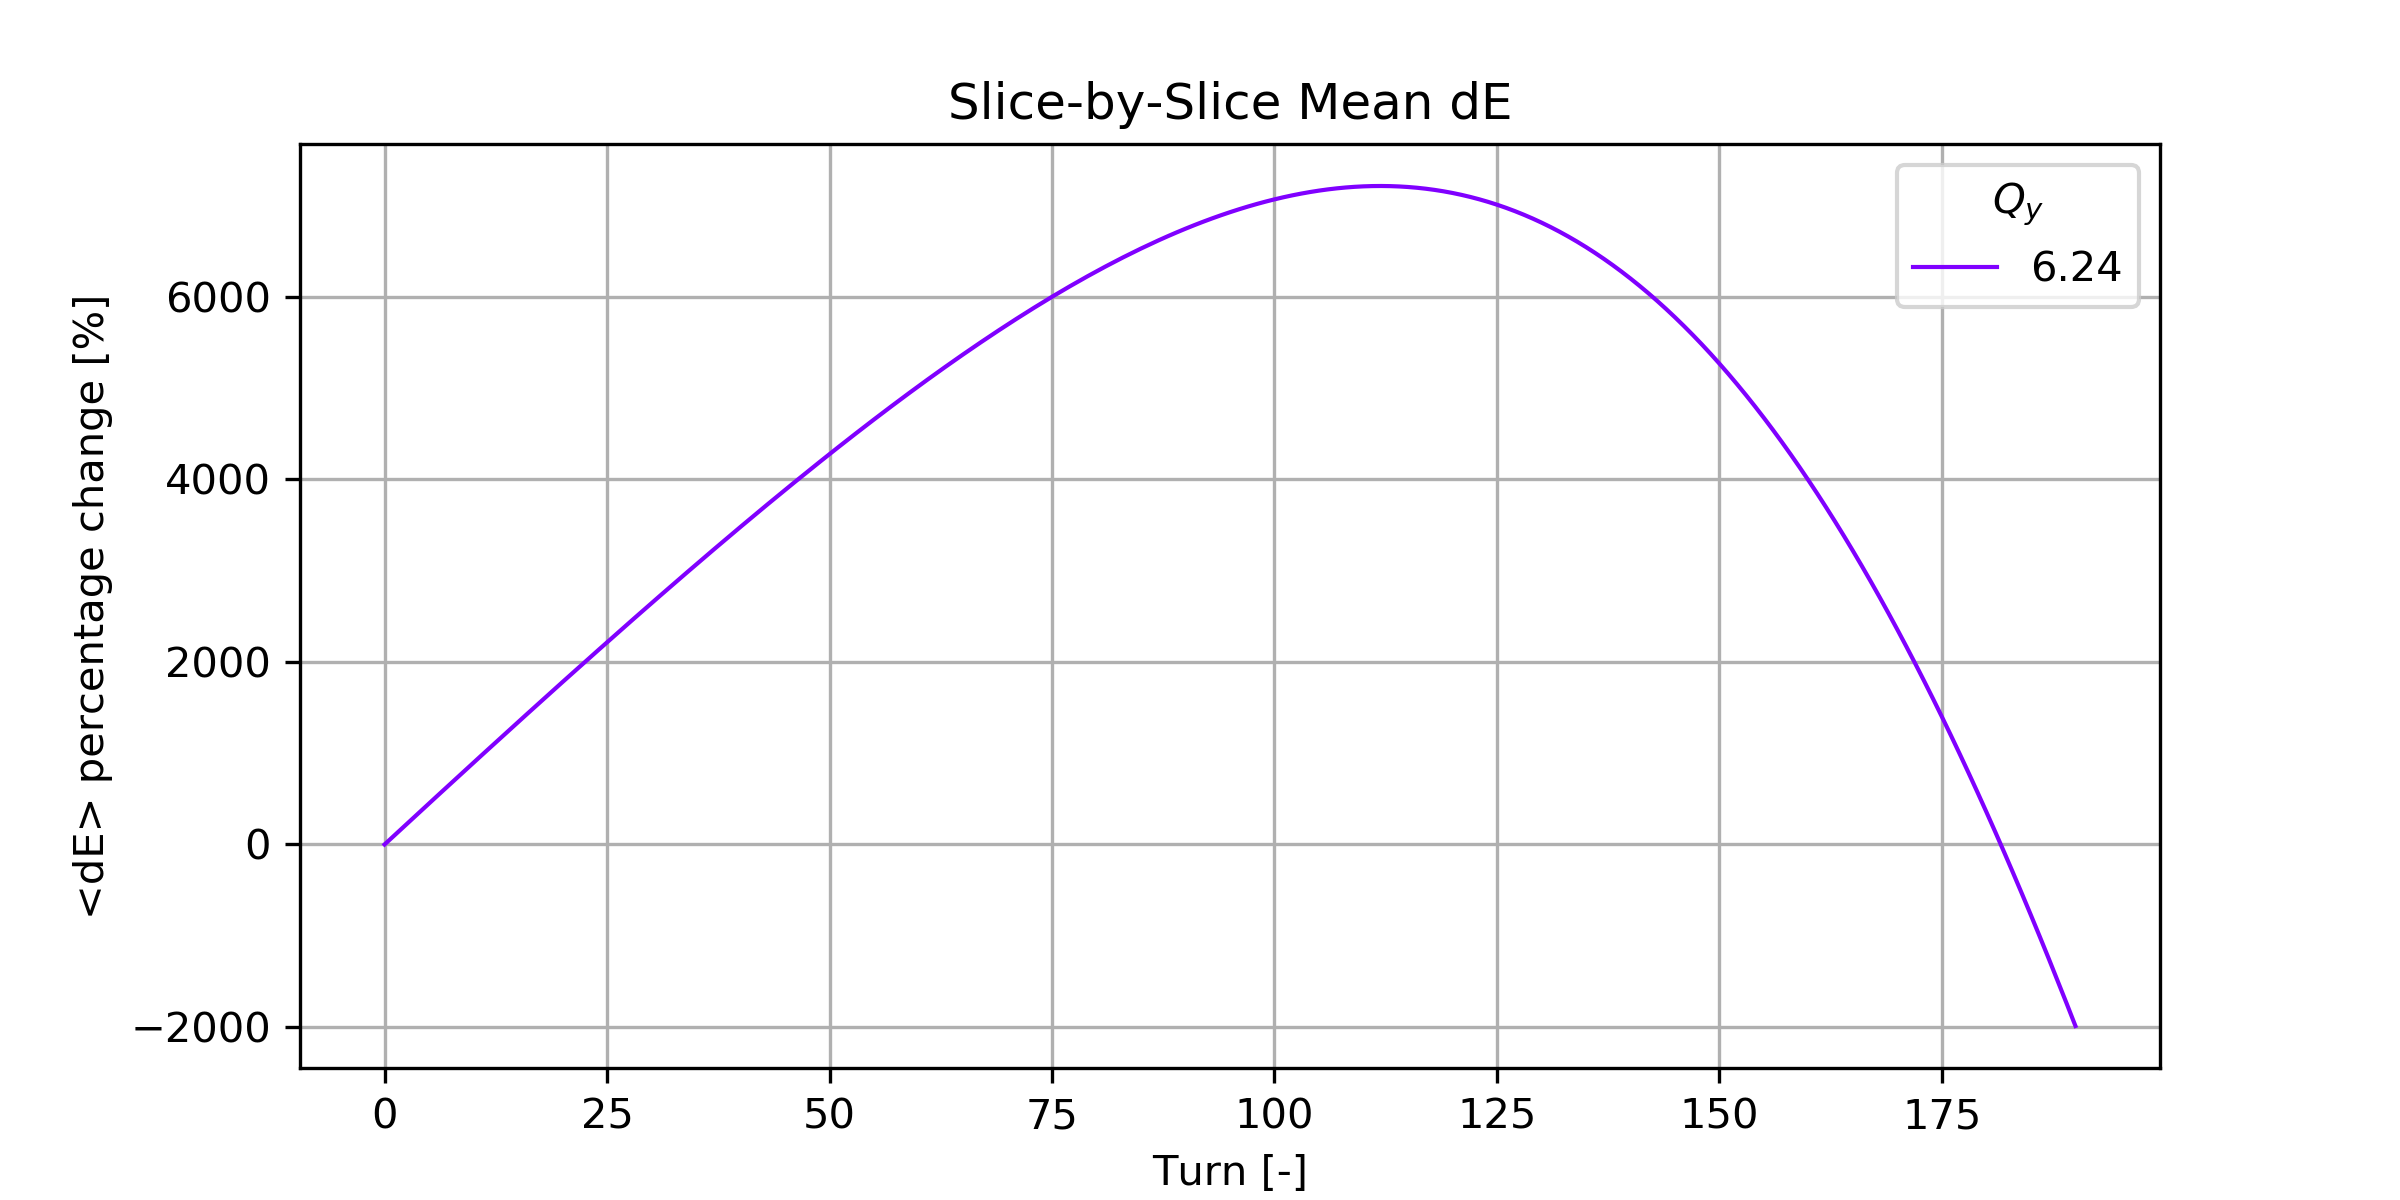 Slice-by-Slice Mean dE
<dE> percentage change [%]
6000
4000
2000
0
−2000
Q_y
6.24
0 25 50 75 100 125 150 175
Turn [-]